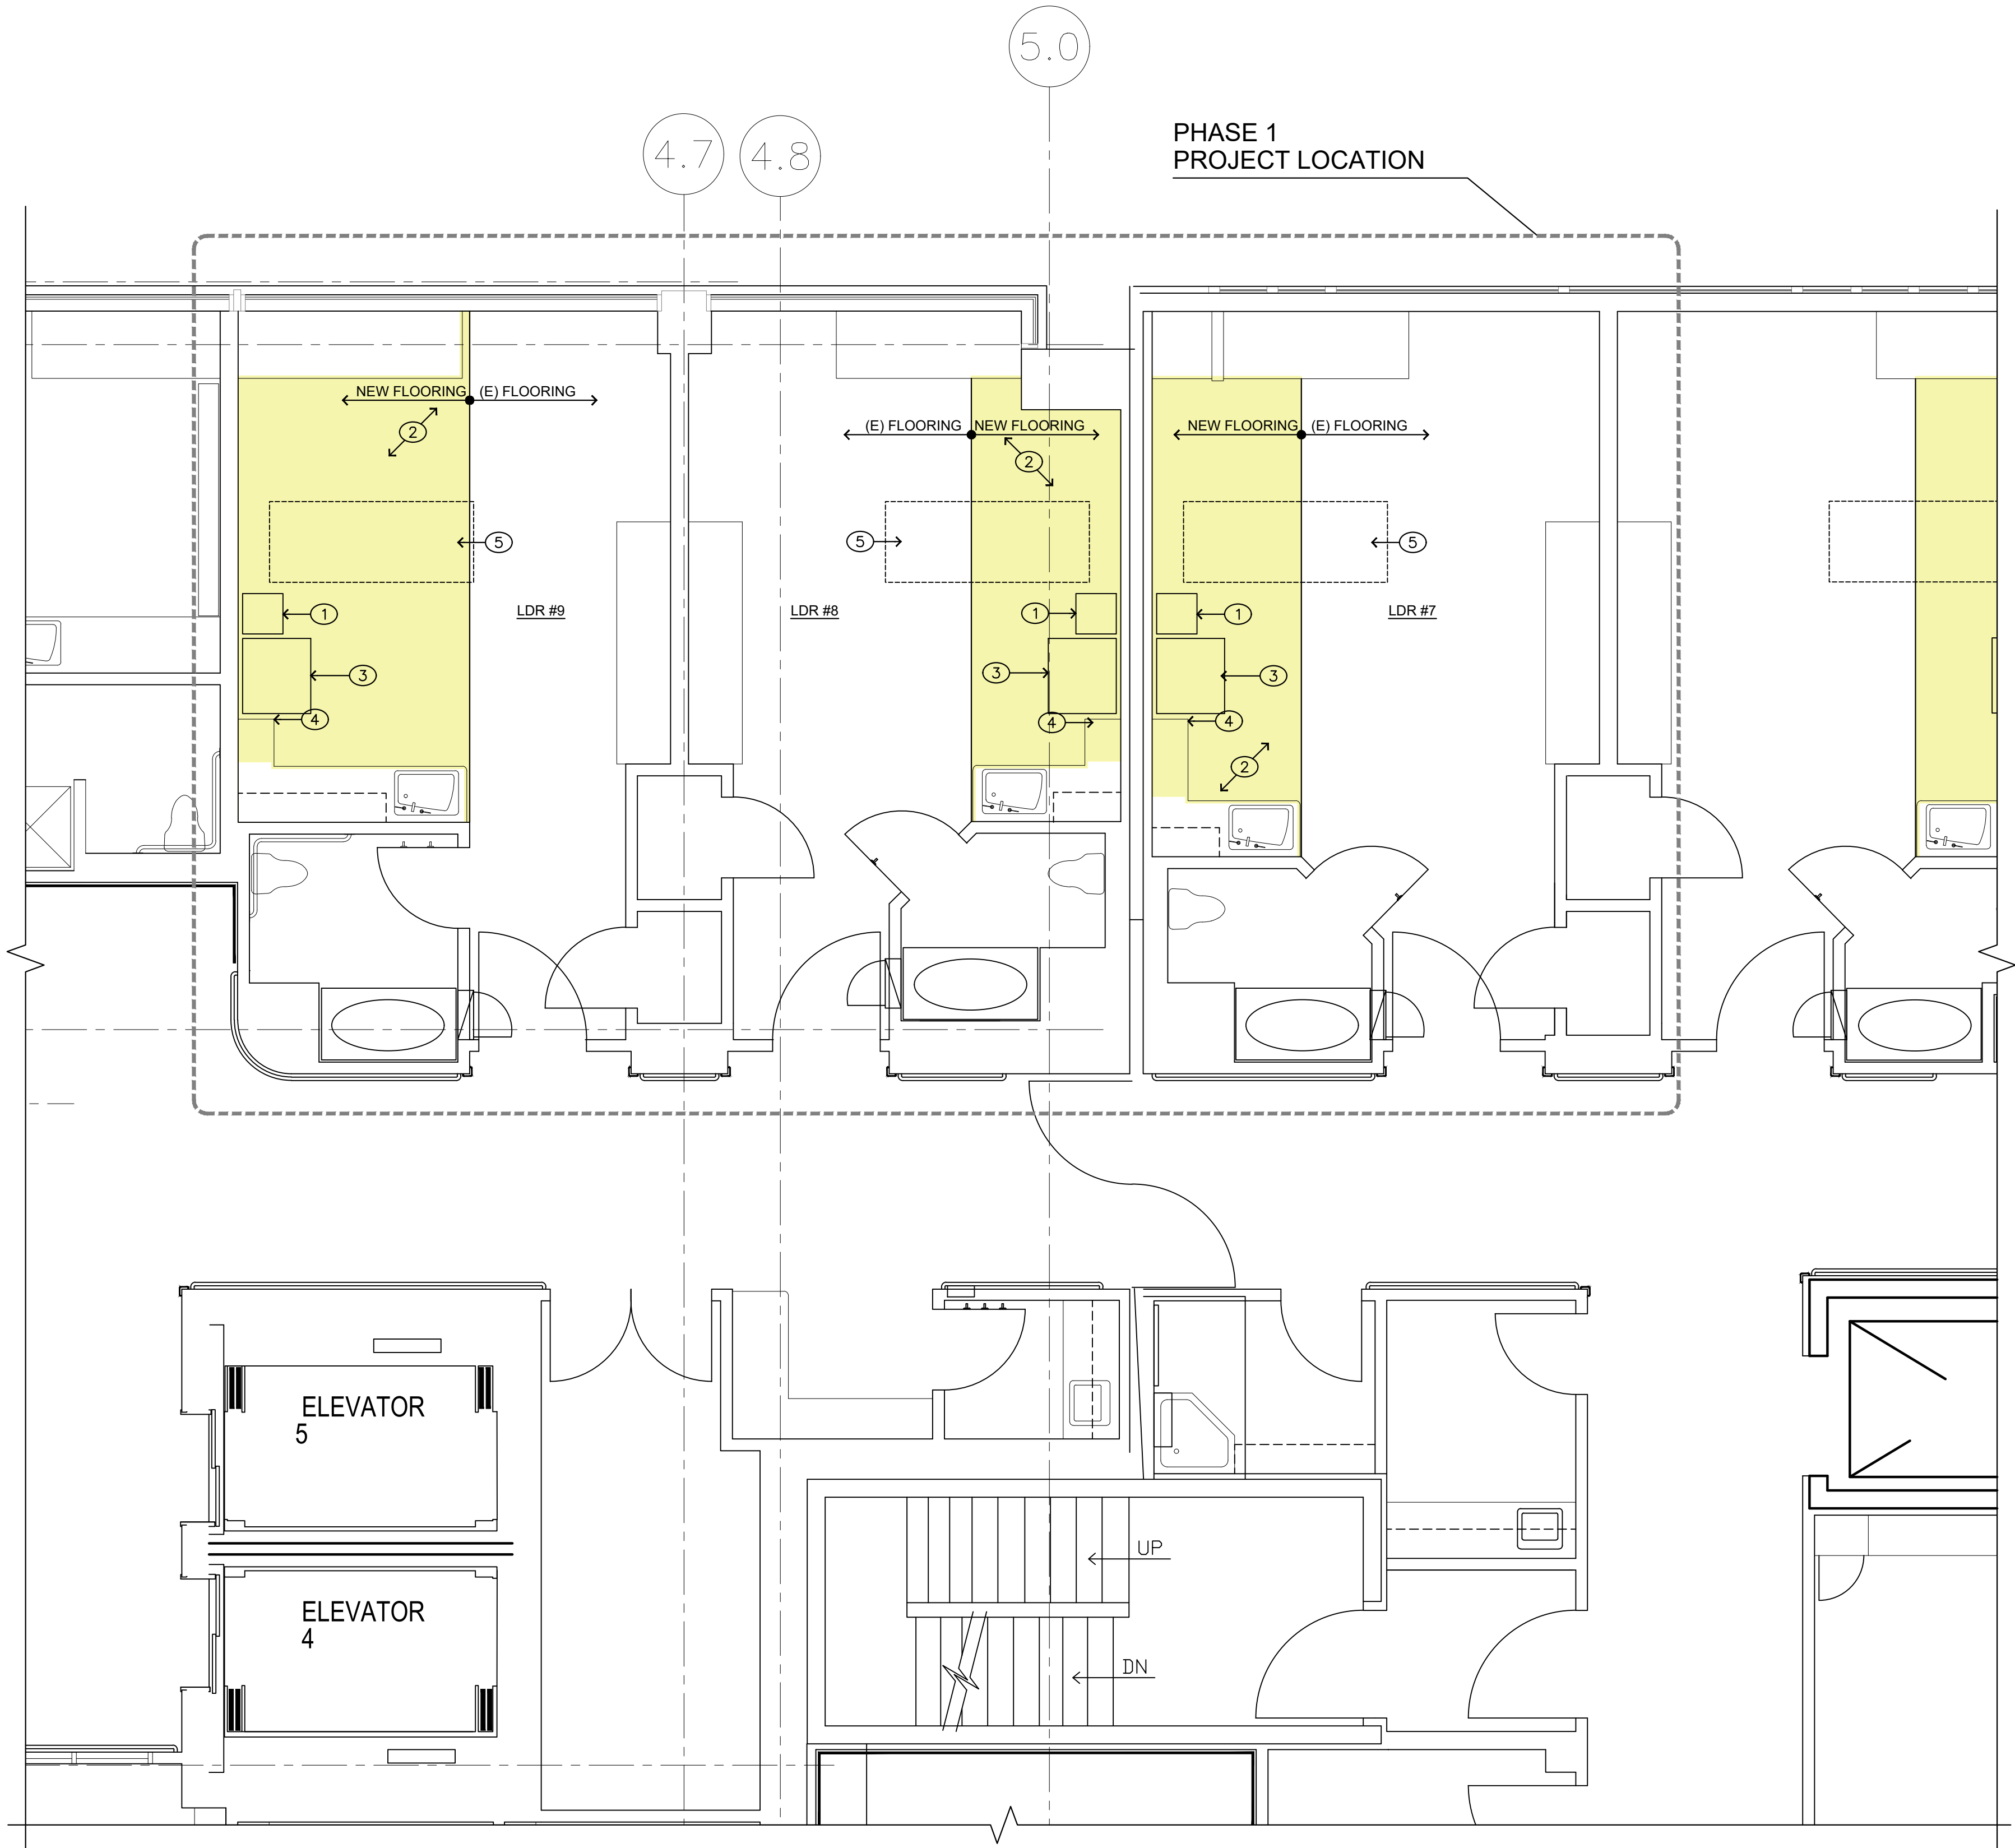 5.0
4.7
4.8
PHASE 1
PROJECT LOCATION
NEW FLOORING
(E) FLOORING
2
(E) FLOORING
NEW FLOORING
2
NEW FLOORING
(E) FLOORING
5
5
5
1
LDR #9
LDR #8
1
1
LDR #7
3
3
3
4
4
4
2
ELEVATOR
5
UP
ELEVATOR
4
DN